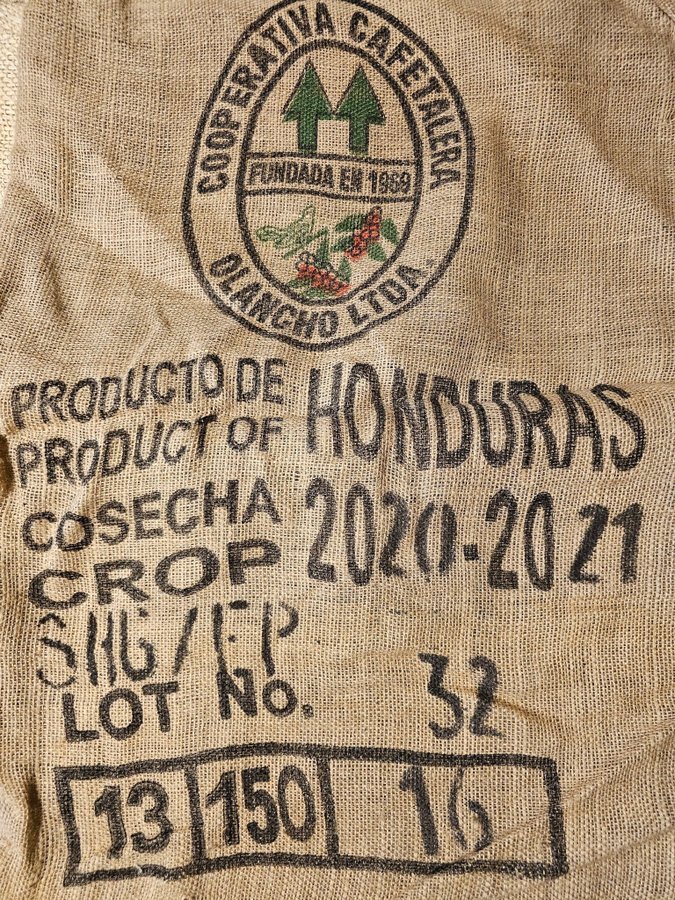 COOPERATIVA CAFETALERA
FUNDADA EN 1969
OLANCHO LTDA.
PRODUCTO DE
PRODUCT OF HONDURAS
COSECHA
CROP 2020-2021
SHG/EP
LOT No. 32
13 150 16